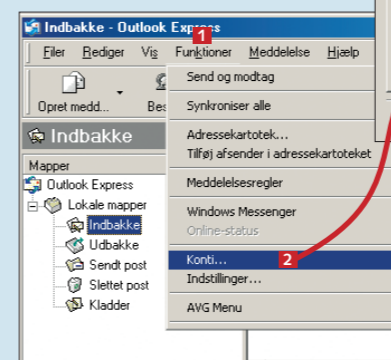 Indbakke - Outlook Express
1
Filer Rediger Vis Funktioner Meddelelse Hjælp
Opret medd...
Send og modtag
Synkroniser alle
Adressekartotek...
Tilføj afsender i adressekartoteket
Meddelelsesregler
Windows Messenger
Online-status
Konti... 2
Indstillinger...
AVG Menu
Indbakke
Mapper
Outlook Express
Lokale mapper
Indbakke
Udbakke
Sendt post
Slettet post
Kladder